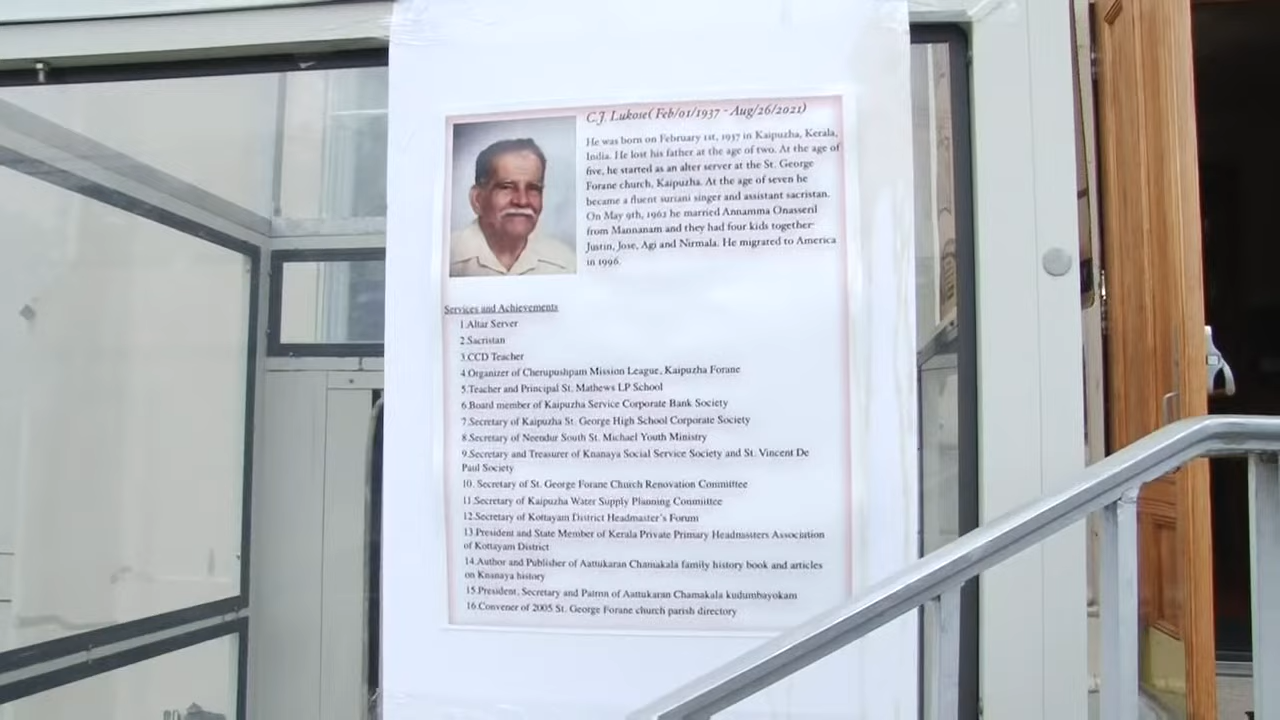 C.J. Lukose( Feb/01/1937 - Aug/26/2021)
He was born on February 1st, 1937 in Kaipuzha, Kerala,
India. He lost his father at the age of two. At the age of
five, he started as an alter server at the St. George
Forane church, Kaipuzha. At the age of seven he
became a fluent suriani singer and assistant sacristan.
On May 9th, 1962 he married Annamma Onasseril
from Mannanam and they had four kids together-
Justin, Jose, Agi and Nirmala. He migrated to America
in 1996.
Services and Achievements
1.Altar Server
2.Sacristan
3.CCD Teacher
4.Organizer of Cherupushpam Mission League, Kaipuzha Forane
5.Teacher and Principal St. Mathews LP School
6.Board member of Kaipuzha Service Corporate Bank Society
7.Secretary of Kaipuzha St. George High School Corporate Society
8.Secretary of Neendur South St. Michael Youth Ministry
9.Secretary and Treasurer of Knanaya Social Service Society and St. Vincent De
Paul Society
10. Secretary of St. George Forane Church Renovation Committee
11.Secretary of Kaipuzha Water Supply Planning Committee
12.Secretary of Kottayam District Headmaster's Forum
13.President and State Member of Kerala Private Primary Headmasters Association
of Kottayam District
14.Author and Publisher of Aattukaran Chamakala family history book and articles
on Knanaya history
15.President, Secretary and Patron of Aattukaran Chamakala kudumbayokam
16.Convener of 2005 St. George Forane church parish directory